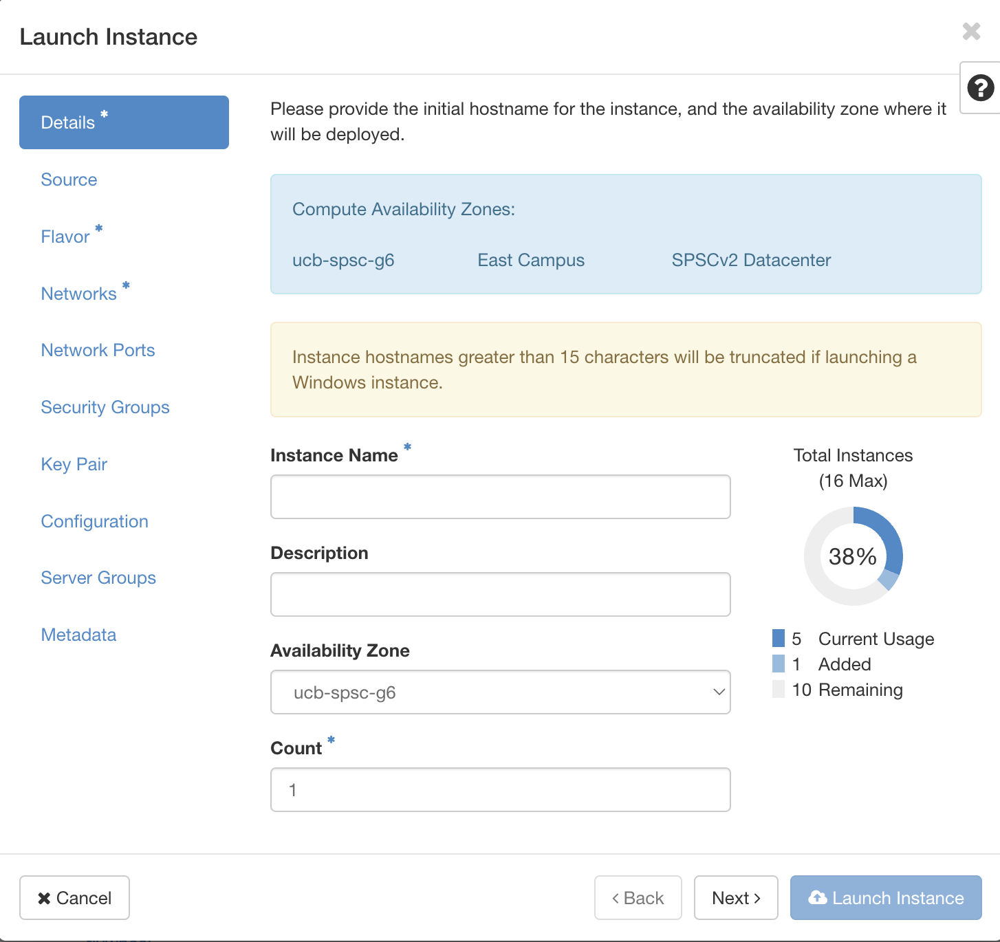 Launch Instance
Details *
Source
Flavor *
Networks *
Network Ports
Security Groups
Key Pair
Configuration
Server Groups
Metadata
Please provide the initial hostname for the instance, and the availability zone where it
will be deployed.
Compute Availability Zones:
ucb-spsc-g6 East Campus SPSCv2 Datacenter
Instance hostnames greater than 15 characters will be truncated if launching a
Windows instance.
Instance Name *
Description
Availability Zone
ucb-spsc-g6
Count *
1
Total Instances
(16 Max)
38%
5 Current Usage
1 Added
10 Remaining
Cancel
Back
Next
Launch Instance